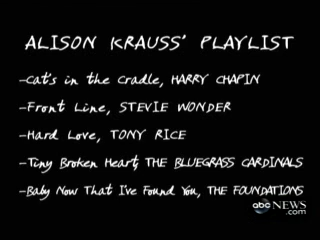 ALISON KRAUSS' PLAYLIST
-Cat's in the Cradle, HARRY CHAPIN
-Front Line, STEVIE WONDER
-Hard Love, TONY RICE
-Tiny Broken Heart, THE BLUEGRASS CARDINALS
-Baby Now That I've Found You, THE FOUNDATIONS
abc NEWS
.com